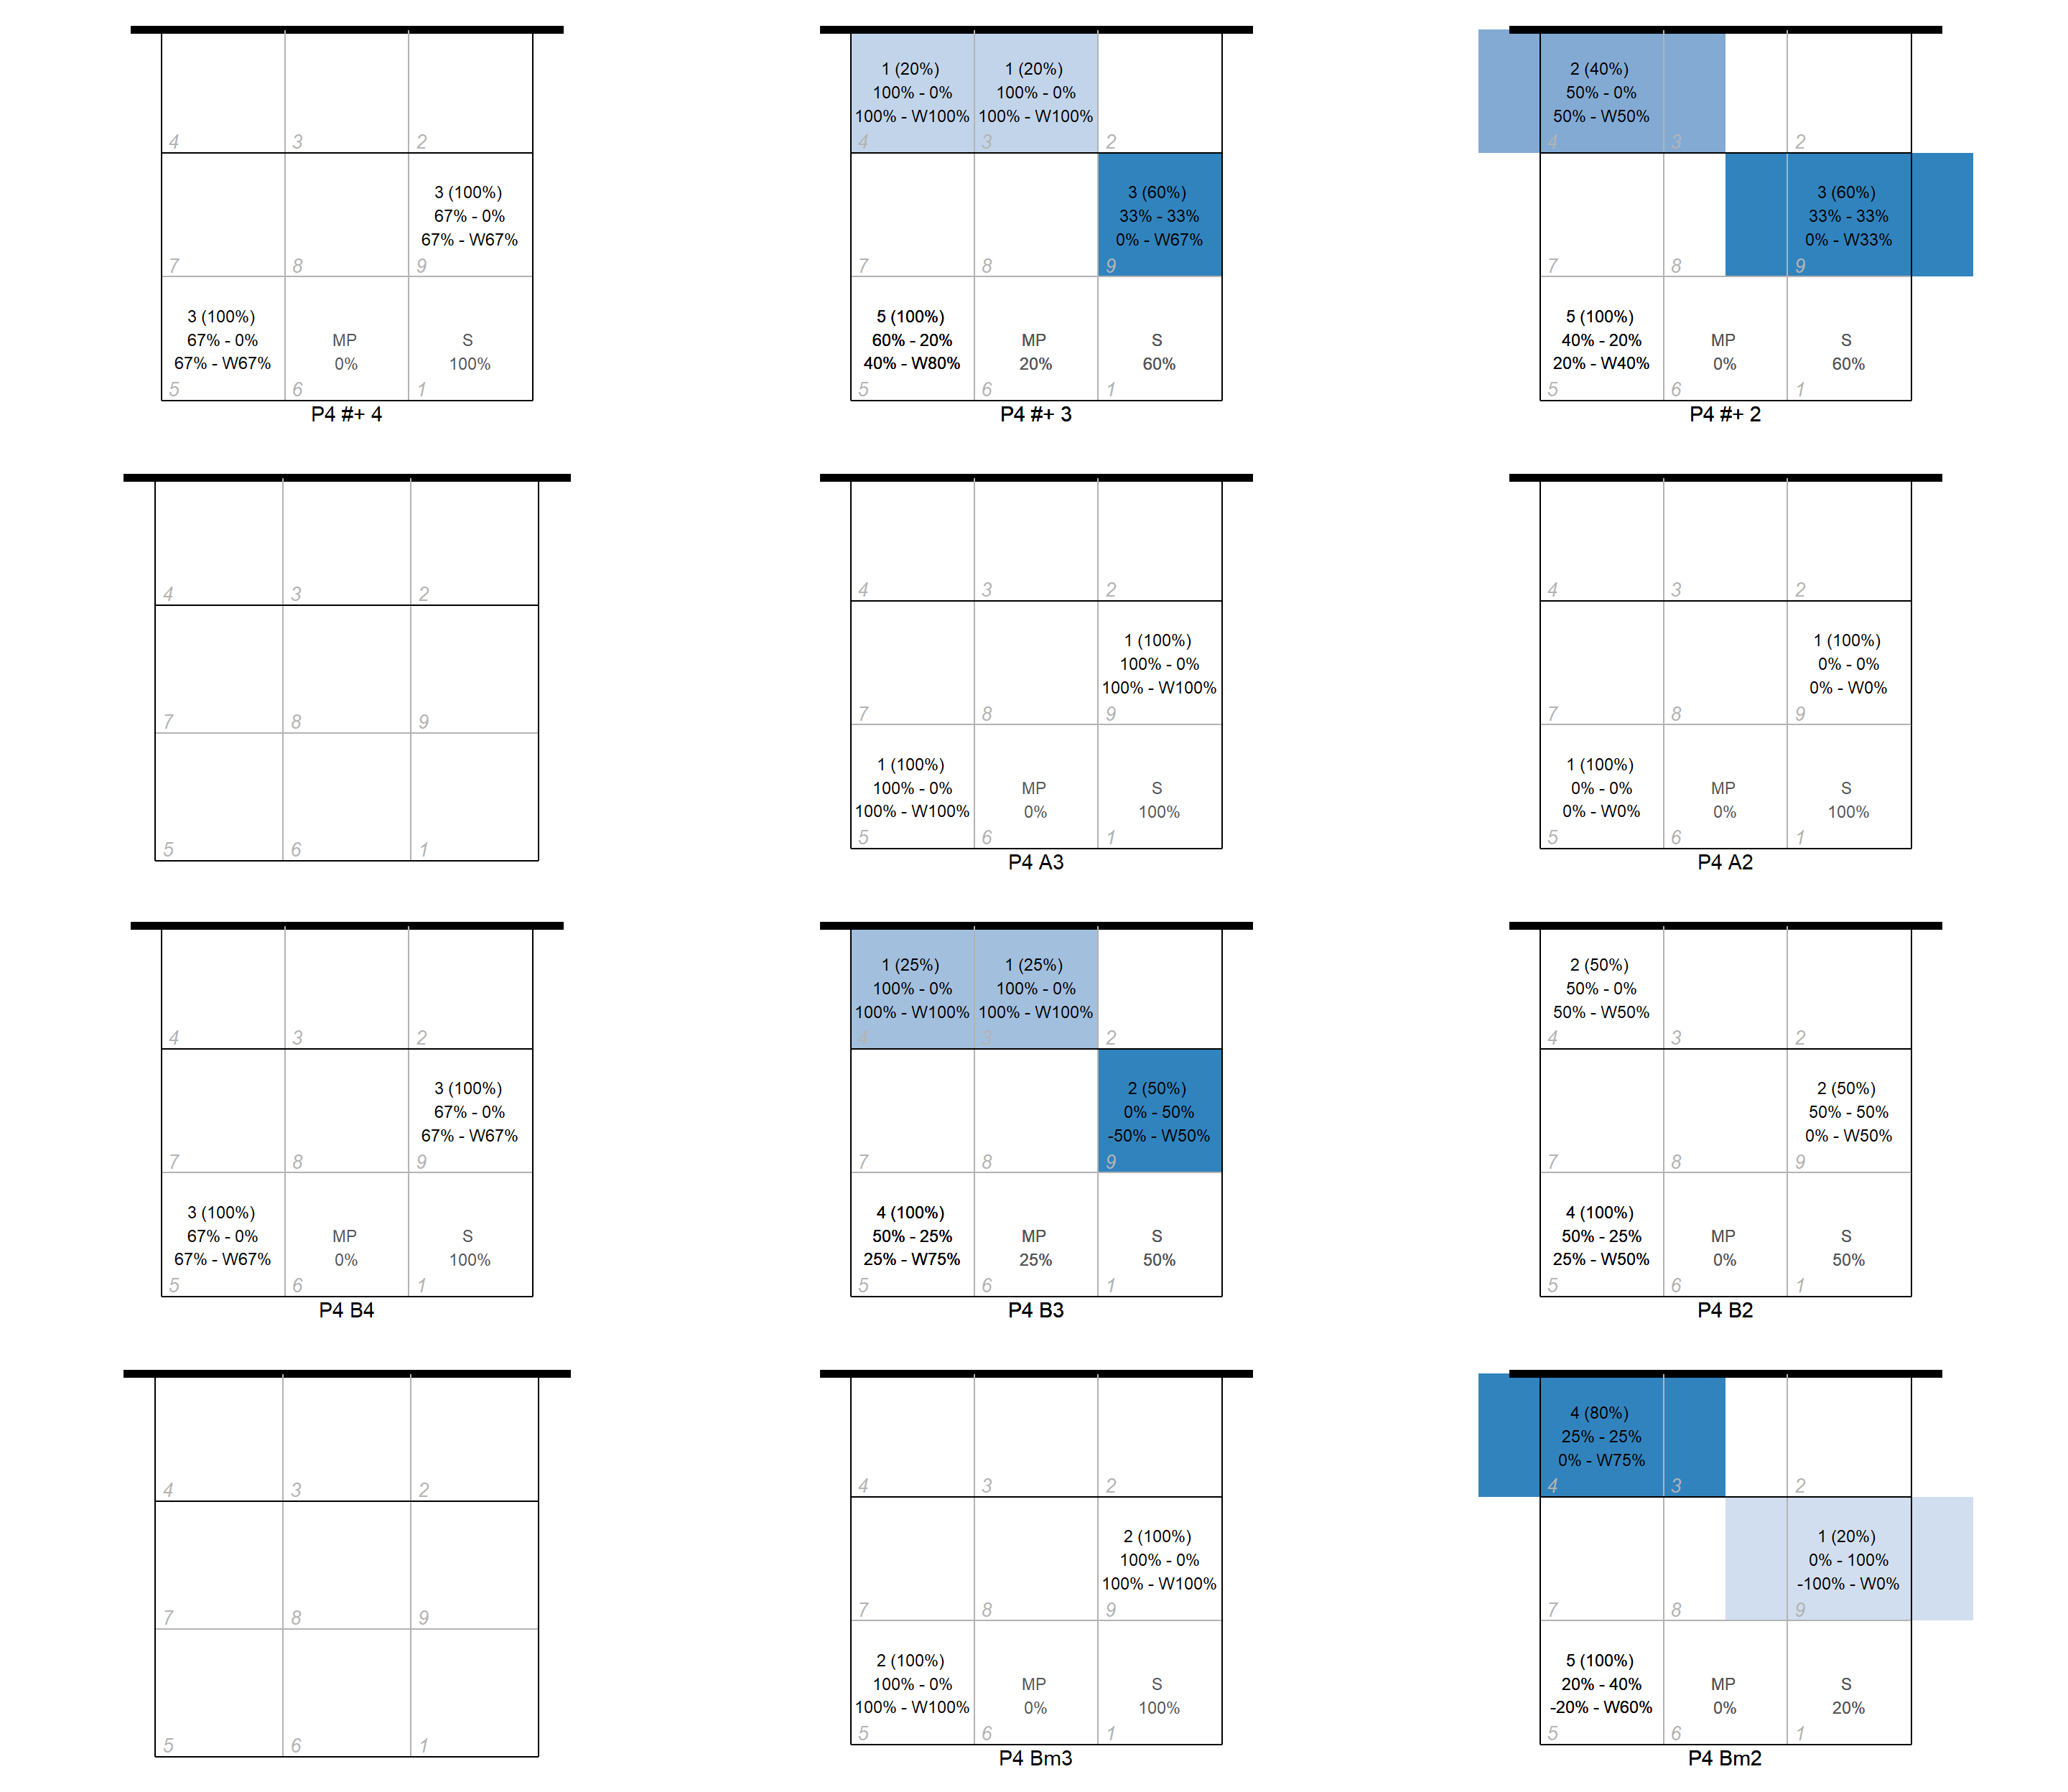 1 (20%) 1 (20%) 2 (40%)
100% - 0% 100% - 0% 50% - 0%
100% - W100% 100% - W100% 50% - W50%
4 3 2 4 3 2 4 3 2
3 (100%) 3 (60%) 3 (60%)
67% - 0% 33% - 33% 33% - 33%
67% - W67% 0% - W67% 0% - W33%
7 8 9 7 8 9 7 8 9
3 (100%) 5 (100%) 5 (100%)
67% - 0% MP S 60% - 20% MP S 40% - 20% MP S
67% - W67% 0% 100% 40% - W80% 20% 60% 20% - W40% 0% 60%
5 6 1 5 6 1 5 6 1
P4 #+ 4 P4 #+ 3 P4 #+ 2
4 3 2 4 3 2 4 3 2
1 (100%) 1 (100%)
100% - 0% 0% - 0%
100% - W100% 0% - W0%
7 8 9 7 8 9 7 8 9
1 (100%) 1 (100%)
100% - 0% MP S 0% - 0% MP S
100% - W100% 0% 100% 0% - W0% 0% 100%
5 6 1 5 6 1 5 6 1
P4 A3 P4 A2
1 (25%) 1 (25%) 2 (50%)
100% - 0% 100% - 0% 50% - 0%
100% - W100% 100% - W100% 50% - W50%
4 3 2 4 3 2 4 3 2
3 (100%) 2 (50%) 2 (50%)
67% - 0% 0% - 50% 50% - 50%
67% - W67% -50% - W50% 0% - W50%
7 8 9 7 8 9 7 8 9
3 (100%) 4 (100%) 4 (100%)
67% - 0% MP S 50% - 25% MP S 50% - 25% MP S
67% - W67% 0% 100% 25% - W75% 25% 50% 25% - W50% 0% 50%
5 6 1 5 6 1 5 6 1
P4 B4 P4 B3 P4 B2
4 (80%)
25% - 25%
0% - W75%
4 3 2 4 3 2 4 3 2
2 (100%) 1 (20%)
100% - 0% 0% - 100%
100% - W100% -100% - W0%
7 8 9 7 8 9 7 8 9
2 (100%) 5 (100%)
100% - 0% MP S 20% - 40% MP S
100% - W100% 0% 100% -20% - W60% 0% 20%
5 6 1 5 6 1 5 6 1
P4 Bm3 P4 Bm2